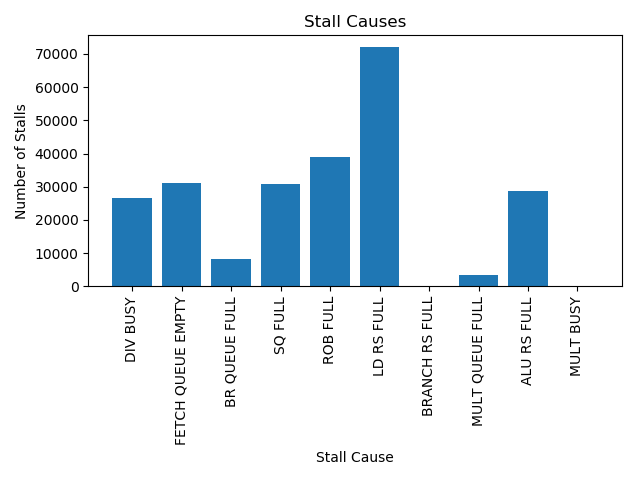 Stall Causes
Number of Stalls
70000
60000
50000
40000
30000
20000
10000
0
DIV BUSY
FETCH QUEUE EMPTY
BR QUEUE FULL
SQ FULL
ROB FULL
LD RS FULL
BRANCH RS FULL
MULT QUEUE FULL
ALU RS FULL
MULT BUSY
Stall Cause